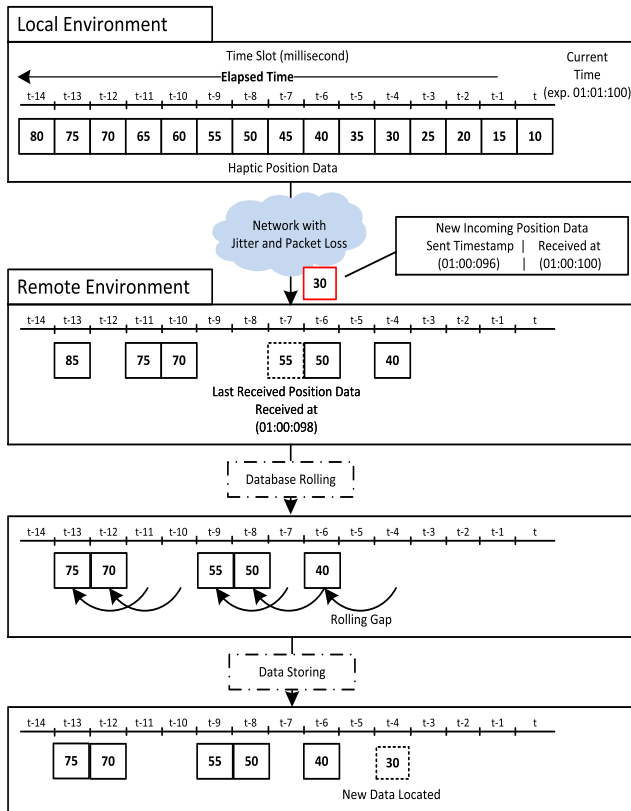 Local Environment
Time Slot (millisecond)
Current
Time
(exp. 01:01:100)
Elapsed Time
t-14 t-13 t-12 t-11 t-10 t-9 t-8 t-7 t-6 t-5 t-4 t-3 t-2 t-1 t
80 75 70 65 60 55 50 45 40 35 30 25 20 15 10
Haptic Position Data
Network with
Jitter and Packet Loss
New Incoming Position Data
Sent Timestamp | Received at
(01:00:096) | (01:00:100)
30
Remote Environment
t-14 t-13 t-12 t-11 t-10 t-9 t-8 t-7 t-6 t-5 t-4 t-3 t-2 t-1 t
85 75 70 55 50 40
Last Received Position Data
Received at
(01:00:098)
Database Rolling
t-14 t-13 t-12 t-11 t-10 t-9 t-8 t-7 t-6 t-5 t-4 t-3 t-2 t-1 t
75 70 55 50 40
Rolling Gap
Data Storing
t-14 t-13 t-12 t-11 t-10 t-9 t-8 t-7 t-6 t-5 t-4 t-3 t-2 t-1 t
75 70 55 50 40 30
New Data Located